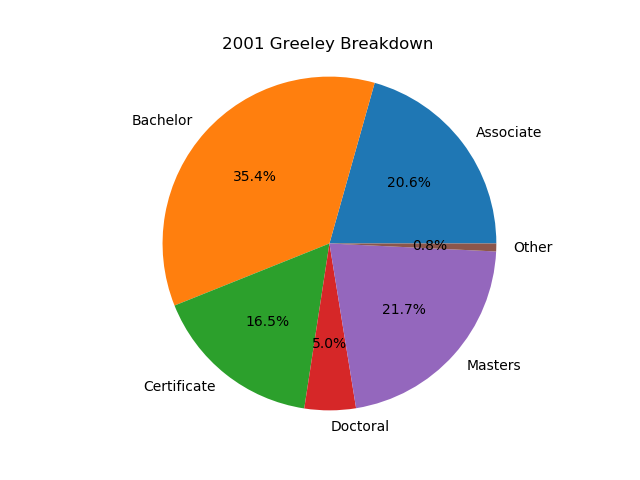 2001 Greeley Breakdown
Bachelor
Associate
35.4%
20.6%
0.8%
Other
16.5%
21.7%
5.0%
Masters
Certificate
Doctoral